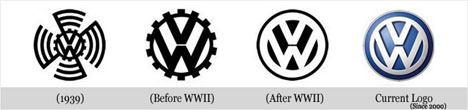 (1939) (Before WWII) (After WWII) Current Logo
(Since 2000)